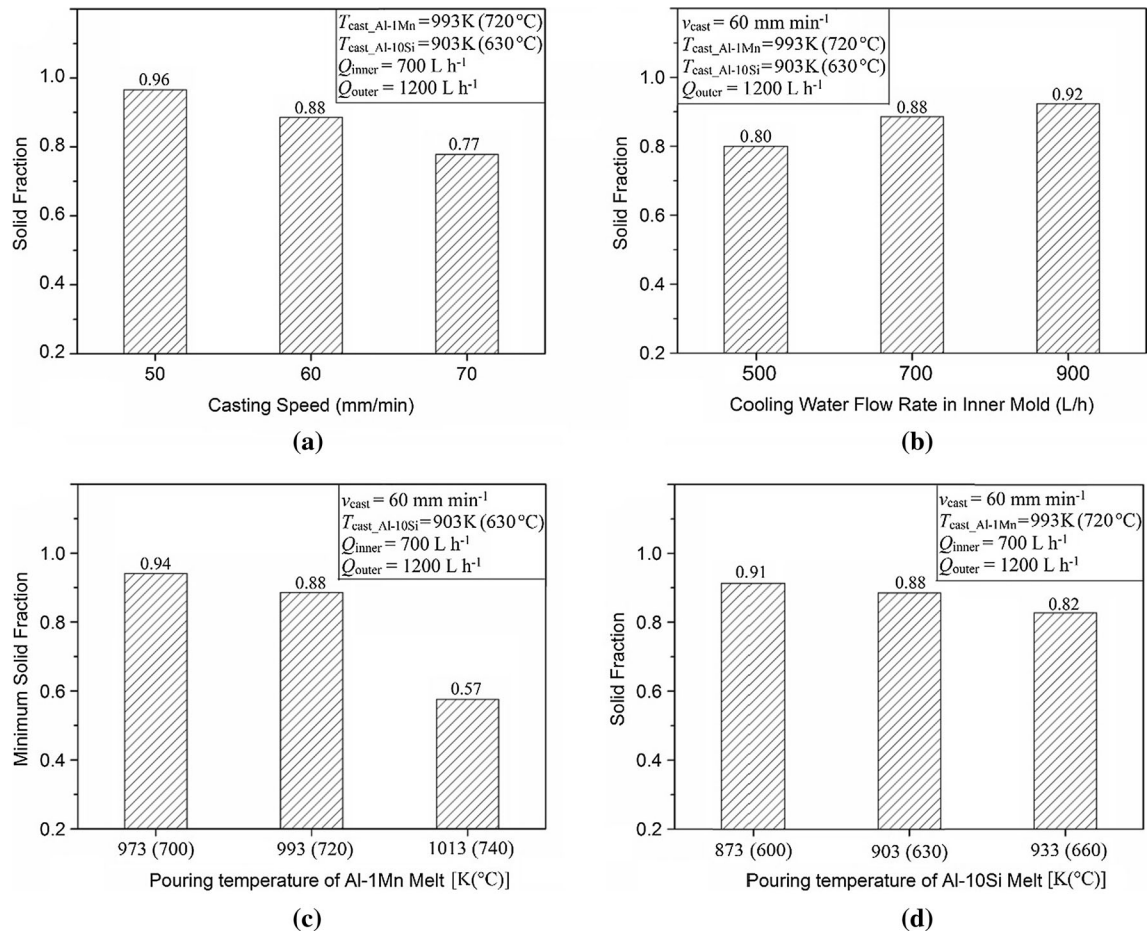 T_cast_Al-1Mn=993K (720°C)
T_cast_Al-10Si=903K (630°C)
Q_inner = 700 L h⁻¹
Q_outer = 1200 L h⁻¹
Solid Fraction
1.0
0.8
0.6
0.4
0.2
0.96
0.88
0.77
50
60
70
Casting Speed (mm/min)
(a)
v_cast = 60 mm min⁻¹
T_cast_Al-1Mn=993K (720°C)
T_cast_Al-10Si=903K (630°C)
Q_outer = 1200 L h⁻¹
Solid Fraction
1.0
0.8
0.6
0.4
0.2
0.80
0.88
0.92
500
700
900
Cooling Water Flow Rate in Inner Mold (L/h)
(b)
v_cast = 60 mm min⁻¹
T_cast_Al-10Si=903K (630°C)
Q_inner = 700 L h⁻¹
Q_outer = 1200 L h⁻¹
Minimum Solid Fraction
1.0
0.8
0.6
0.4
0.2
0.94
0.88
0.57
973 (700)
993 (720)
1013 (740)
Pouring temperature of Al-1Mn Melt [K(°C)]
(c)
v_cast = 60 mm min⁻¹
T_cast_Al-1Mn=993K (720°C)
Q_inner = 700 L h⁻¹
Q_outer = 1200 L h⁻¹
Solid Fraction
1.0
0.8
0.6
0.4
0.2
0.91
0.88
0.82
873 (600)
903 (630)
933 (660)
Pouring temperature of Al-10Si Melt [K(°C)]
(d)